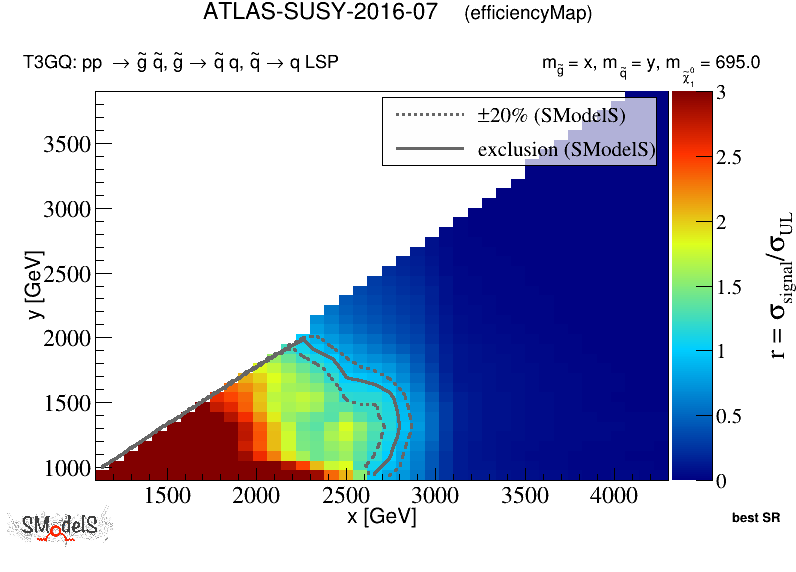 ATLAS-SUSY-2016-07 (efficiencyMap)
T3GQ: pp → g̃ q̃, g̃ → q̃ q, q̃ → q LSP
m_g̃ = x, m_q̃ = y, m_χ̃₁⁰ = 695.0
±20% (SModelS)
exclusion (SModelS)
3500
3000
2500
2000
1500
1000
y [GeV]
1500 2000 2500 3000 3500 4000
x [GeV]
3
2.5
2
1.5
1
0.5
0
r = σ_signal/σ_UL
SModelS
best SR